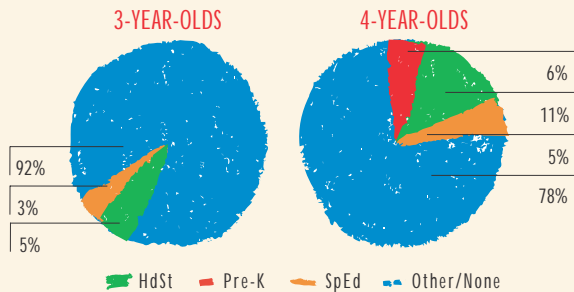 3-YEAR-OLDS
92%
3%
5%
4-YEAR-OLDS
6%
11%
5%
78%
HdSt Pre-K SpEd Other/None